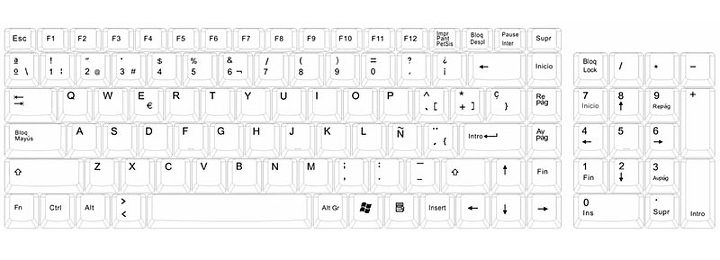 Esc F1 F2 F3 F4 F5 F6 F7 F8 F9 F10 F11 F12 Impr Pant PetSis Bloq Despl Pause Inter Supr
ª º \ ! 1 | " 2 @ · 3 # $ 4 % 5 & 6 ¬ / 7 ( 8 ) 9 = 0 ? ' ¿ ¡ ← Inicio Bloq Lock / * −
Q W E € R T Y U I O P ^ ` [ * + ] Ç } Re pág 7 Inicio 8 ↑ 9 Repág +
Bloq Mayús A S D F G H J K L Ñ ¨ ´ { Intro Av pág 4 ← 5 6 →
⇧ Z X C V B N M ; , : . _ - ⇧ ↑ Fin 1 Fin 2 ↓ 3 Avpág
Fn Ctrl Alt > < Alt Gr Insert ← ↓ → 0 Ins . Supr Intro